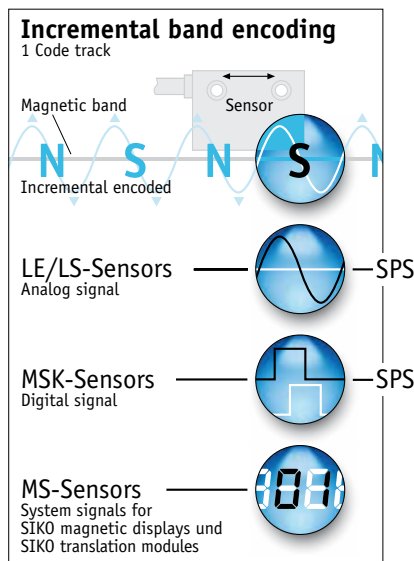 Incremental band encoding
1 Code track
Sensor
Magnetic band
N S N S N
Incremental encoded
LE/LS-Sensors SPS
Analog signal
MSK-Sensors SPS
Digital signal
MS-Sensors 01
System signals for
SIKO magnetic displays und
SIKO translation modules